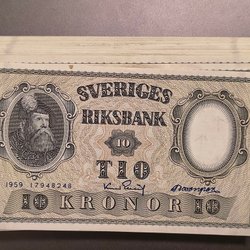 SVERIGES
RIKSBANK
10
TIO
1959 17948248
10 KRONOR 10